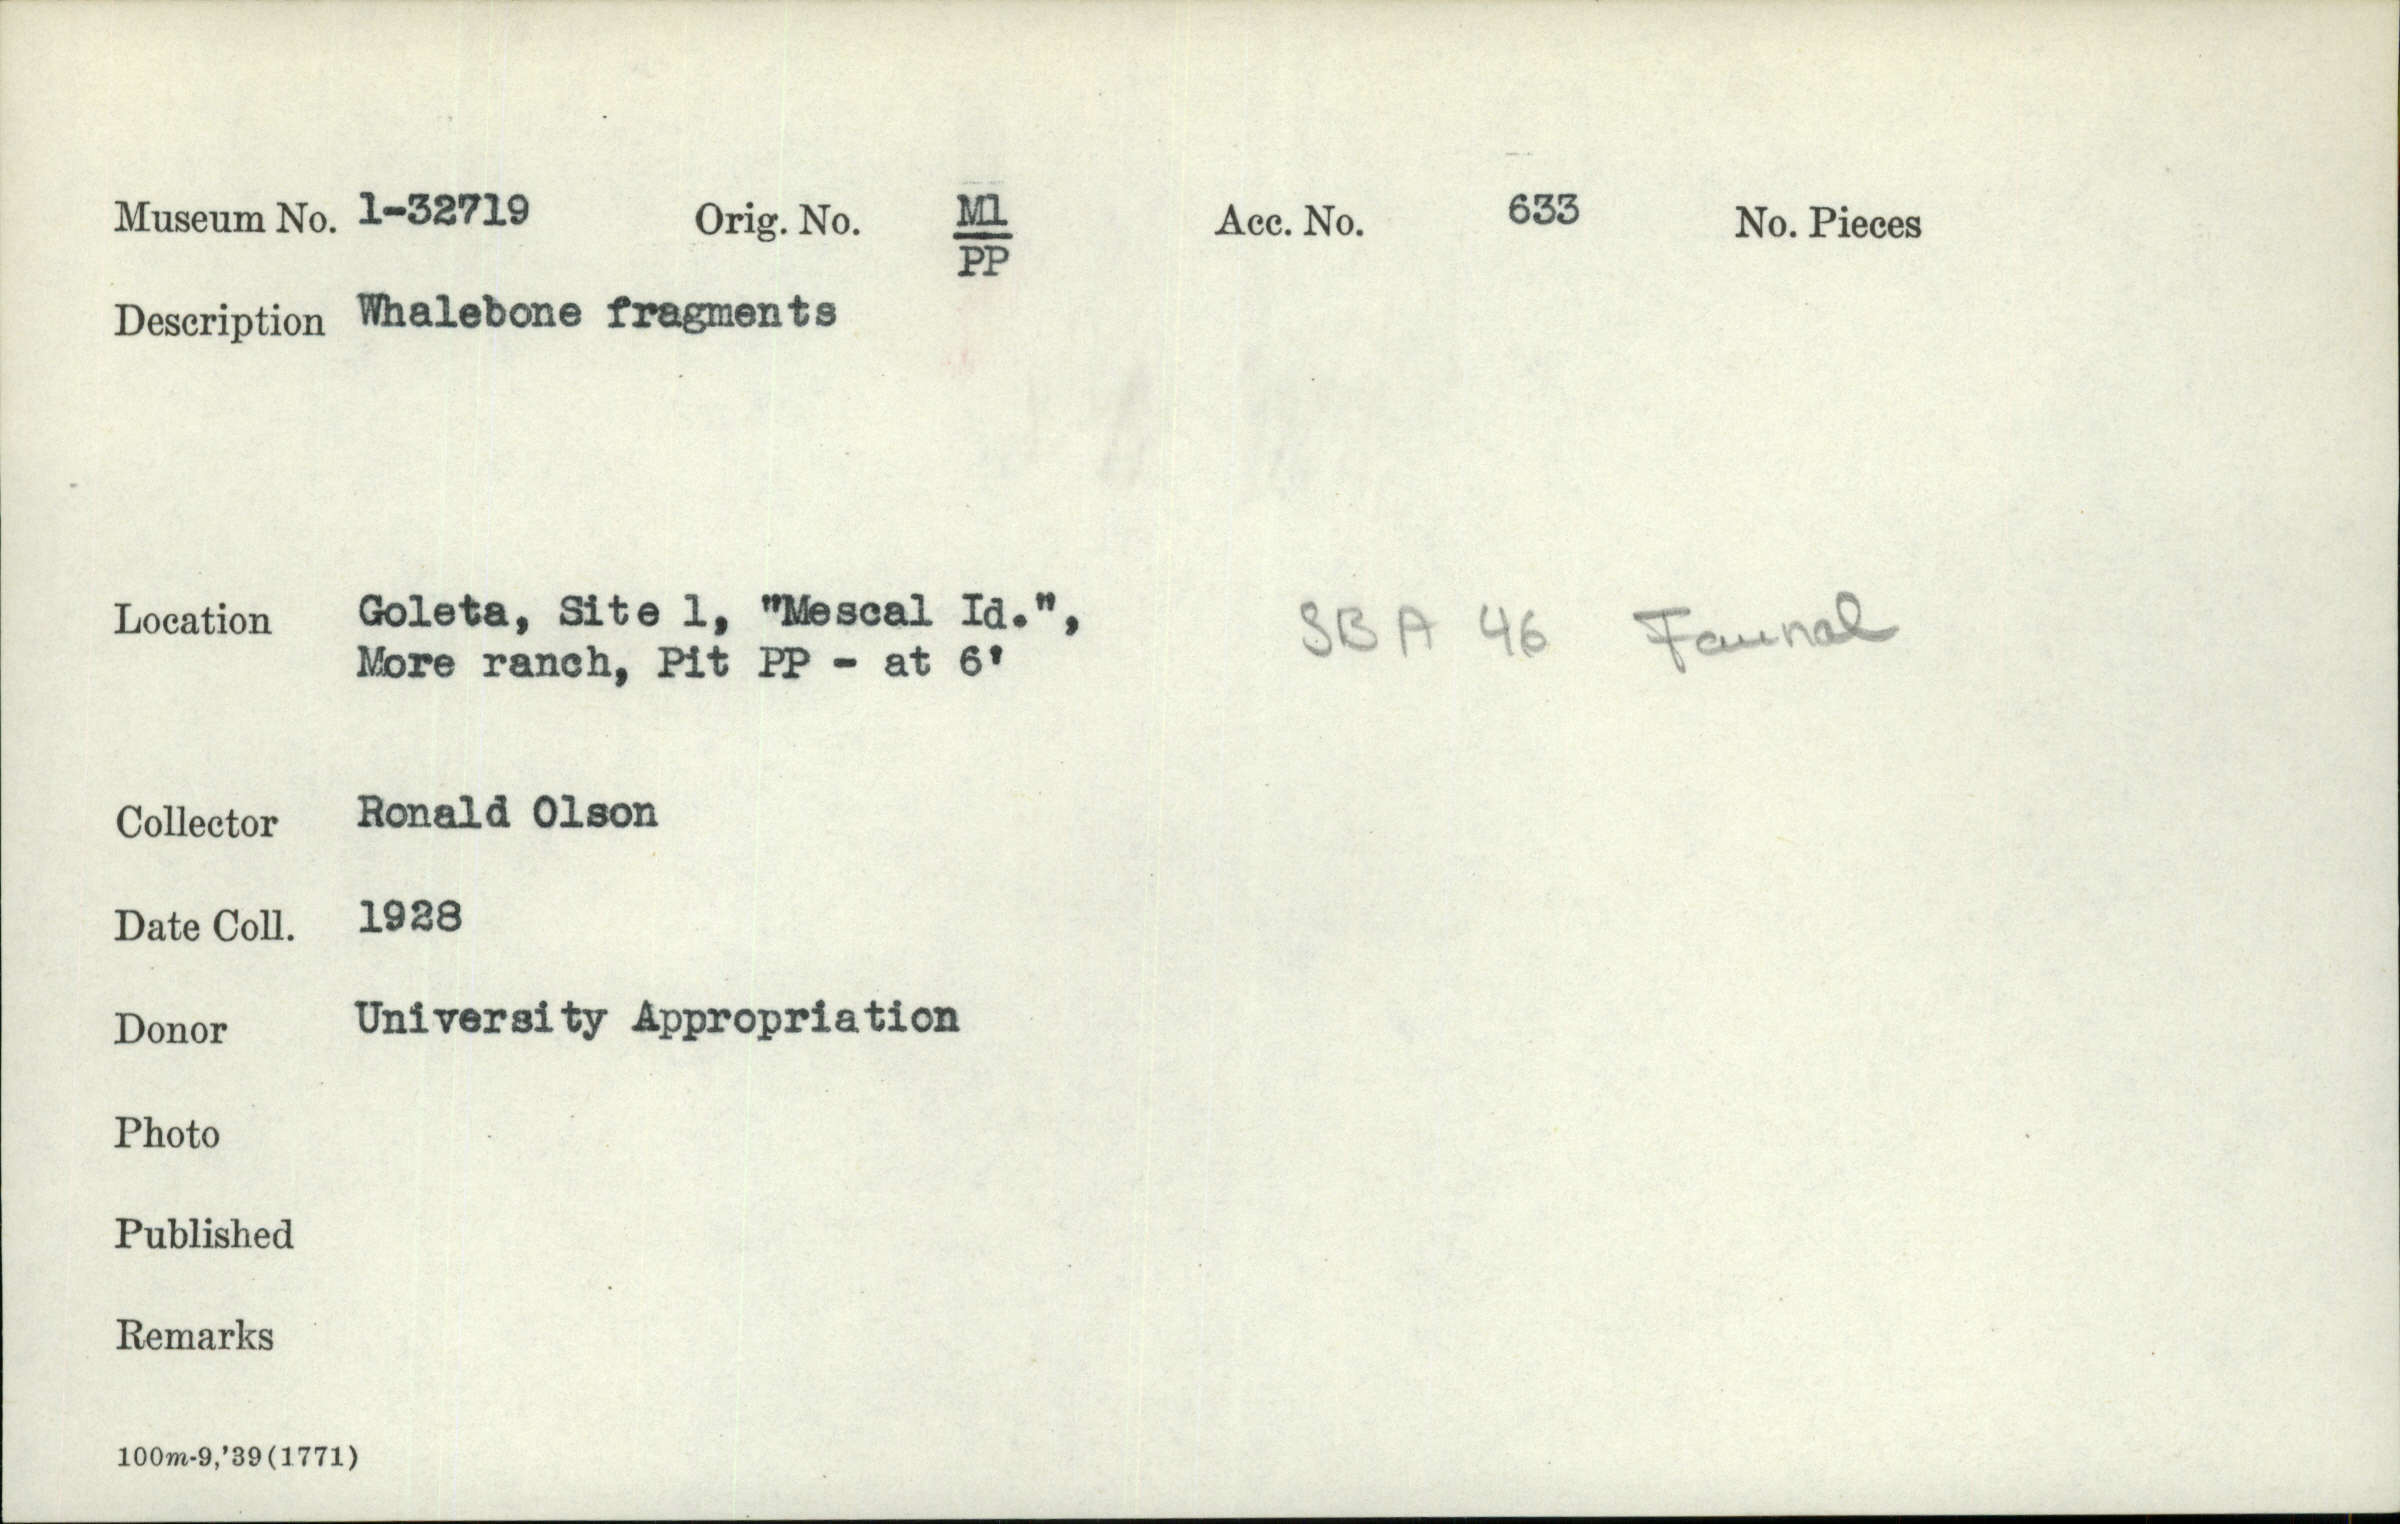 Museum No. 1-32719 Orig. No. M1/PP Acc. No. 633 No. Pieces
Description Whalebone fragments
Location Goleta, Site 1, "Mescal Id.", SBA 46 Faunal
More ranch, Pit PP - at 6'
Collector Ronald Olson
Date Coll. 1928
Donor University Appropriation
Photo
Published
Remarks
100m-9,'39(1771)